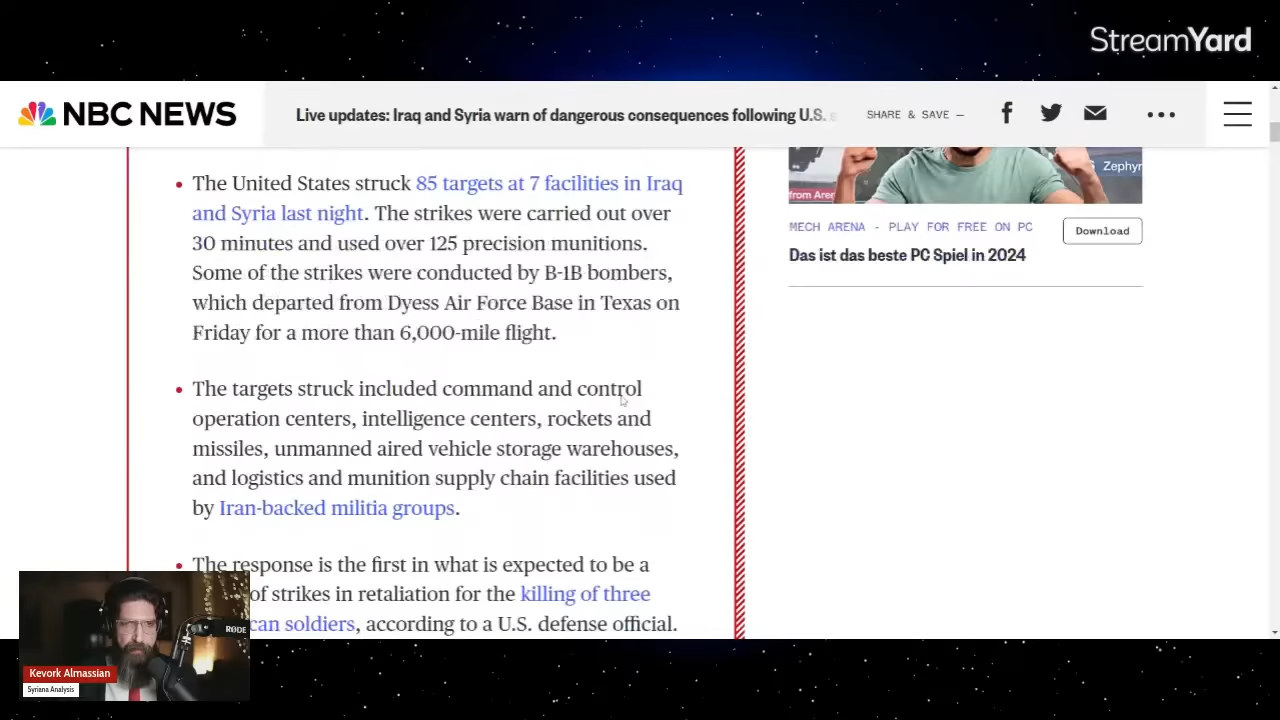 StreamYard
NBC NEWS
Live updates: Iraq and Syria warn of dangerous consequences following U.S.
SHARE & SAVE —
The United States struck 85 targets at 7 facilities in Iraq
and Syria last night. The strikes were carried out over
30 minutes and used over 125 precision munitions.
Some of the strikes were conducted by B-1B bombers,
which departed from Dyess Air Force Base in Texas on
Friday for a more than 6,000-mile flight.
The targets struck included command and control
operation centers, intelligence centers, rockets and
missiles, unmanned aired vehicle storage warehouses,
and logistics and munition supply chain facilities used
by Iran-backed militia groups.
The response is the first in what is expected to be a
of strikes in retaliation for the killing of three
can soldiers, according to a U.S. defense official.
from Aren
Zephyr
MECH ARENA - PLAY FOR FREE ON PC
Download
Das ist das beste PC Spiel in 2024
RØDE
Kevork Almassian
Syriana Analysis